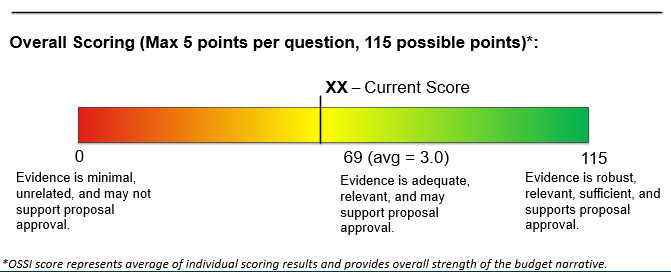 Overall Scoring (Max 5 points per question, 115 possible points)*:
XX – Current Score
0
69 (avg = 3.0)
115
Evidence is minimal,
unrelated, and may not
support proposal
approval.
Evidence is adequate,
relevant, and may
support proposal
approval.
Evidence is robust,
relevant, sufficient, and
supports proposal
approval.
*OSSI score represents average of individual scoring results and provides overall strength of the budget narrative.